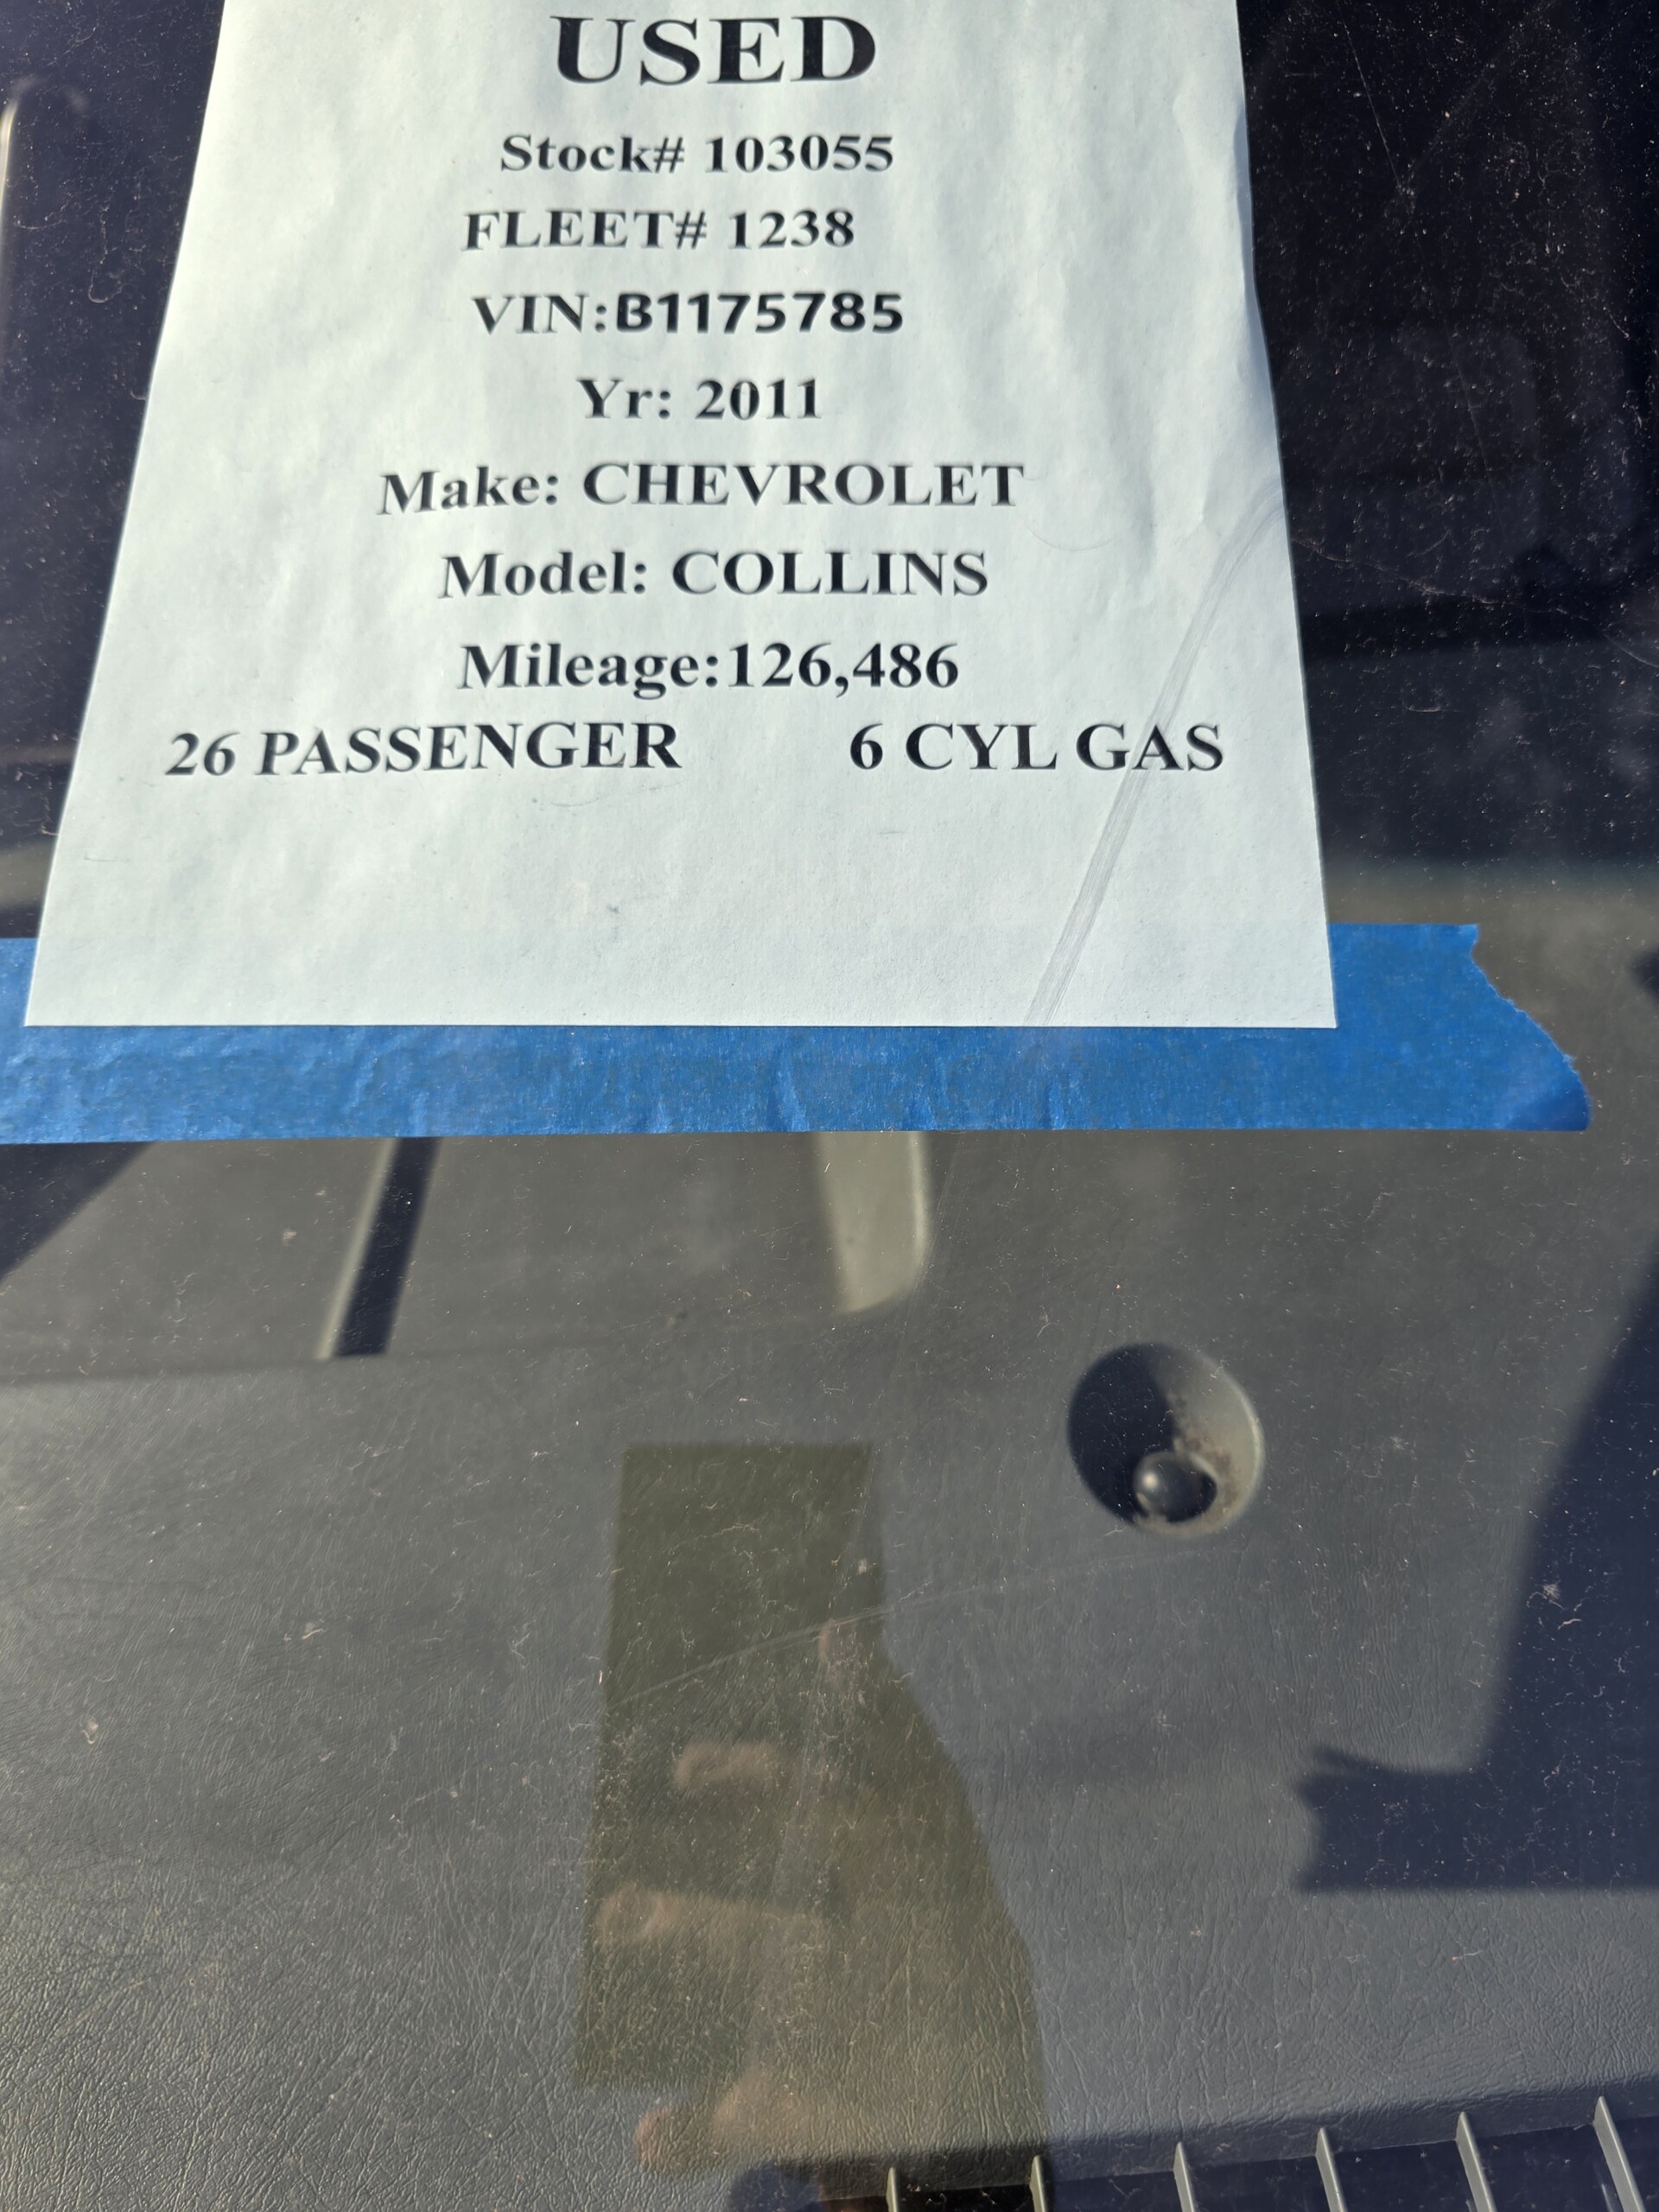 USED
Stock# 103055
FLEET# 1238
VIN:B1175785
Yr: 2011
Make: CHEVROLET
Model: COLLINS
Mileage:126,486
26 PASSENGER 6 CYL GAS